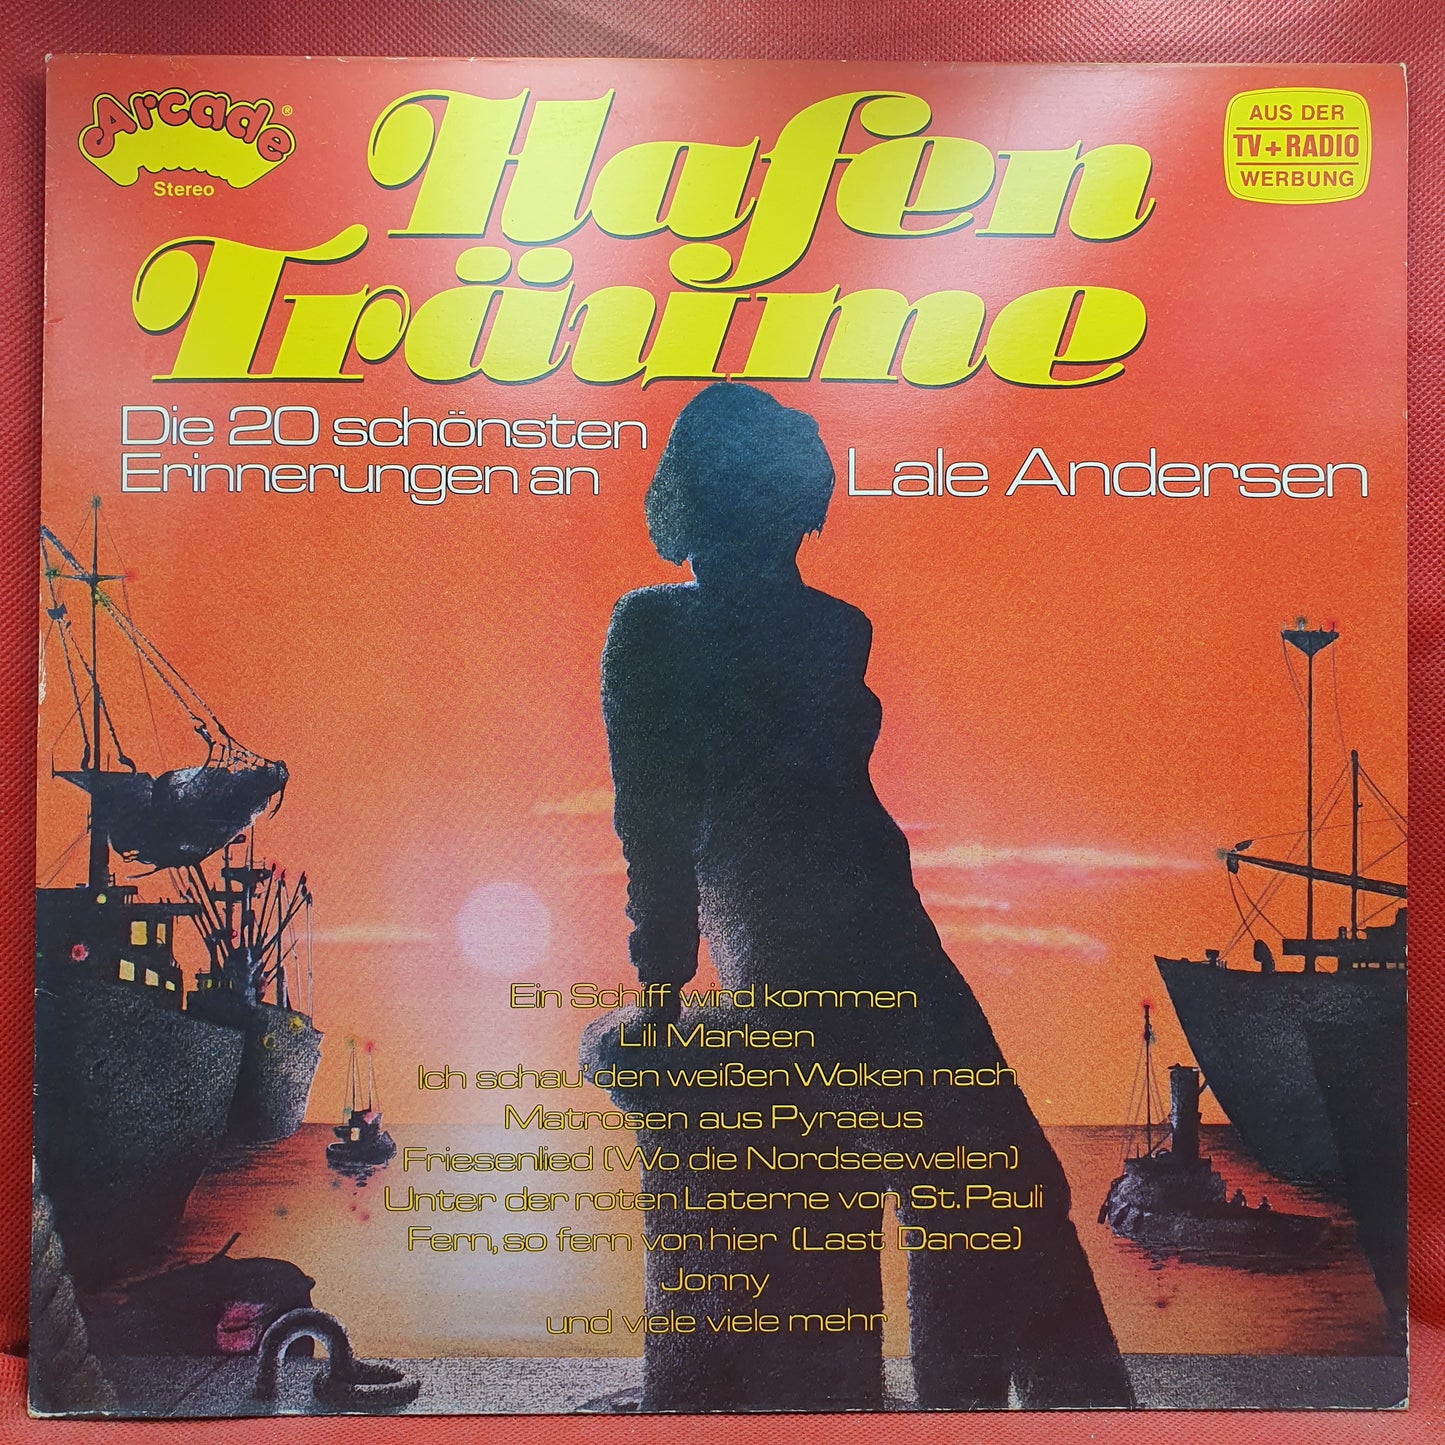 Arcade®
Stereo
Hafen
Träume
AUS DER
TV+RADIO
WERBUNG
Die 20 schönsten
Erinnerungen an
Lale Andersen
Ein Schiff wird kommen
Lili Marleen
Ich schau' den weißen Wolken nach
Matrosen aus Pyraeus
Friesenlied (Wo die Nordseewellen)
Unter der roten Laterne von St. Pauli
Fern, so fern von hier (Last Dance)
Jonny
und viele viele mehr